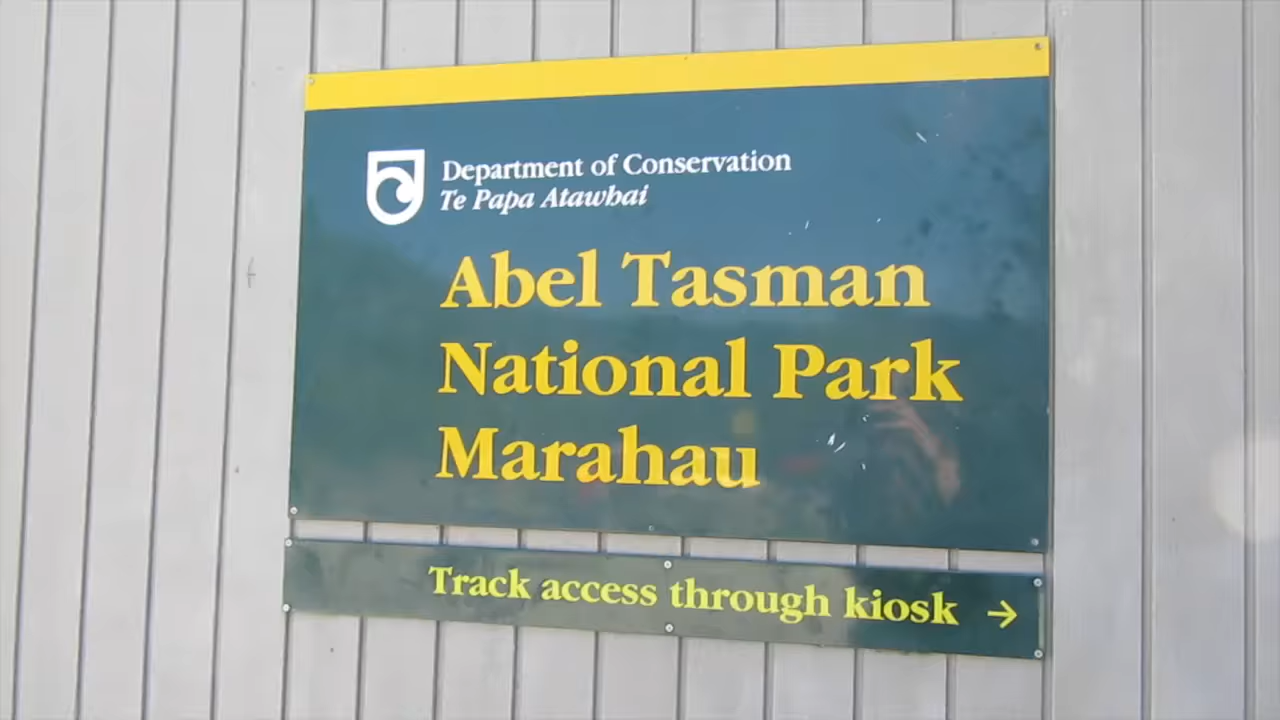 Department of Conservation
Te Papa Atawhai
Abel Tasman
National Park
Marahau
Track access through kiosk →